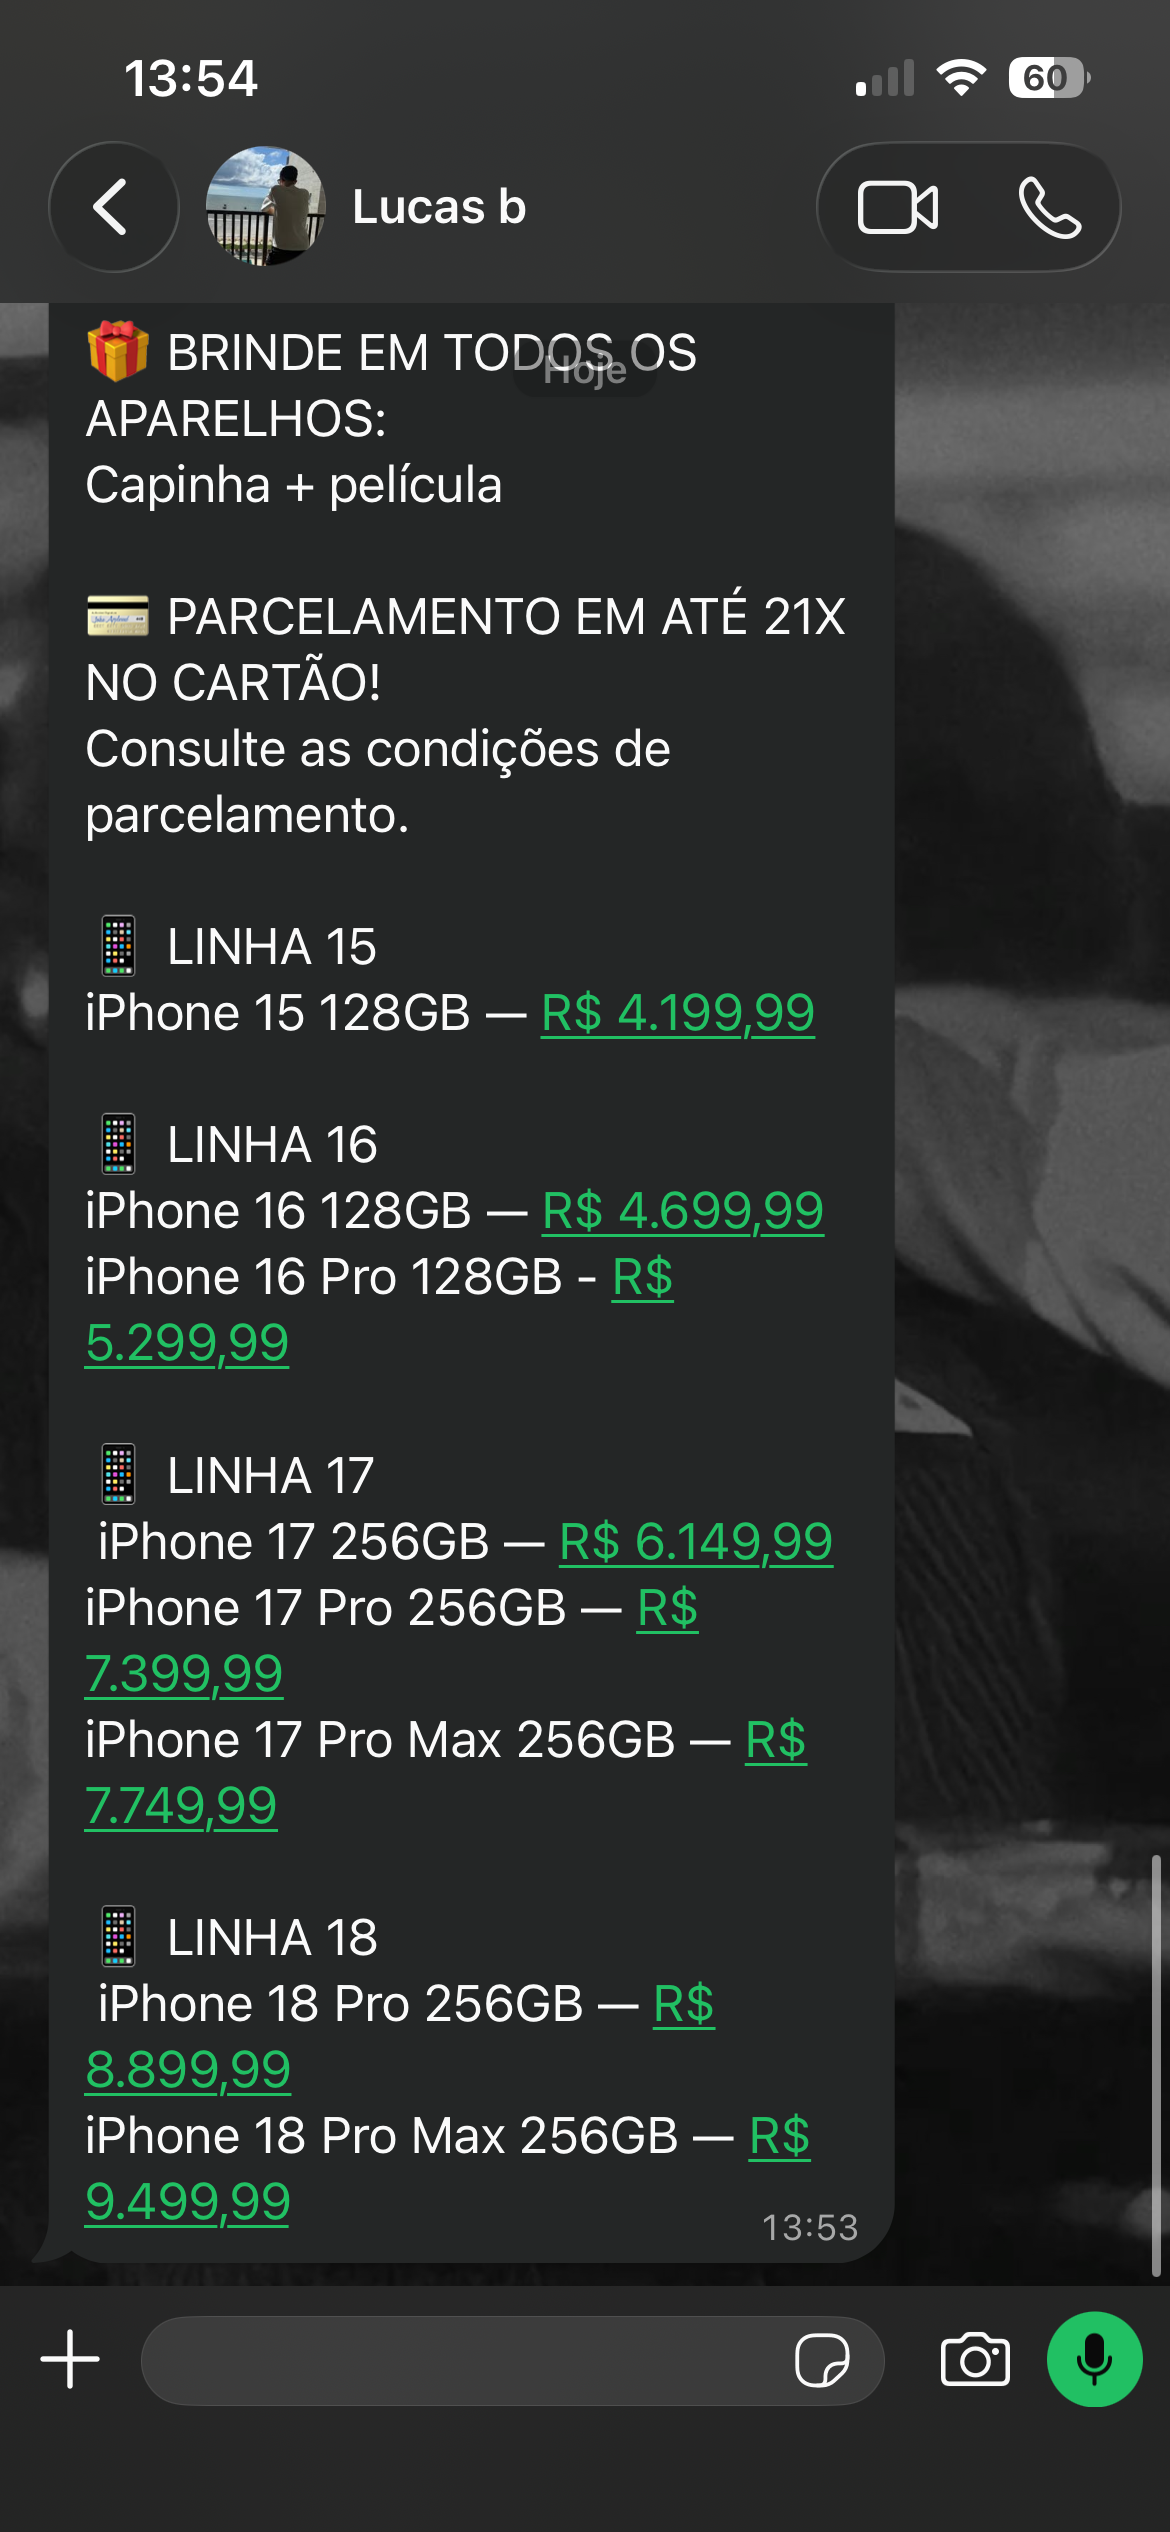 13:54
60
Lucas b
🎁 BRINDE EM TODOS OS
Hoje
APARELHOS:
Capinha + película
💳 PARCELAMENTO EM ATÉ 21X
NO CARTÃO!
Consulte as condições de
parcelamento.
📱 LINHA 15
iPhone 15 128GB — R$ 4.199,99
📱 LINHA 16
iPhone 16 128GB — R$ 4.699,99
iPhone 16 Pro 128GB - R$
5.299,99
📱 LINHA 17
iPhone 17 256GB — R$ 6.149,99
iPhone 17 Pro 256GB — R$
7.399,99
iPhone 17 Pro Max 256GB — R$
7.749,99
📱 LINHA 18
iPhone 18 Pro 256GB — R$
8.899,99
iPhone 18 Pro Max 256GB — R$
9.499,99
13:53